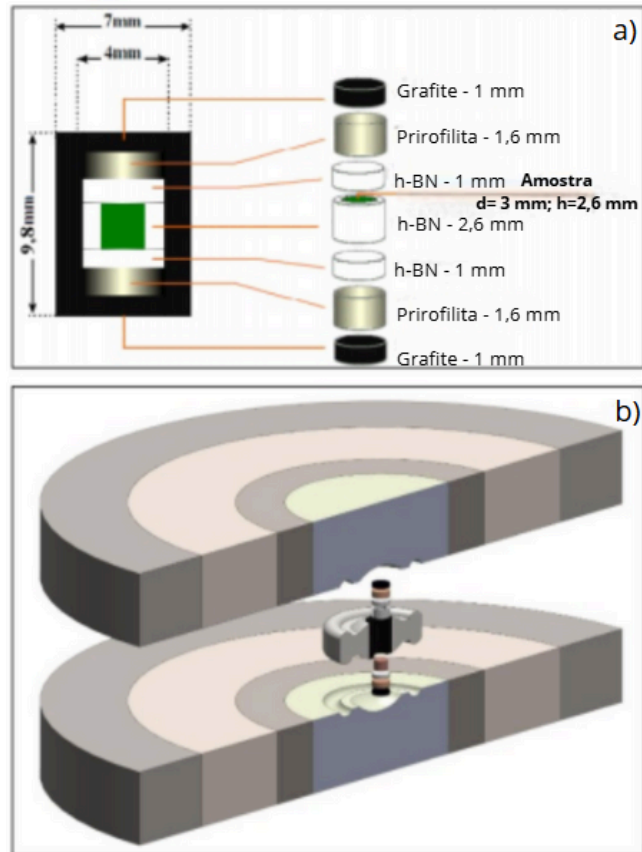 a)
7mm
4mm
9,8mm
Grafite - 1 mm
Prirofilita - 1,6 mm
h-BN - 1 mm Amostra
d= 3 mm; h=2,6 mm
h-BN - 2,6 mm
h-BN - 1 mm
Prirofilita - 1,6 mm
Grafite - 1 mm
b)